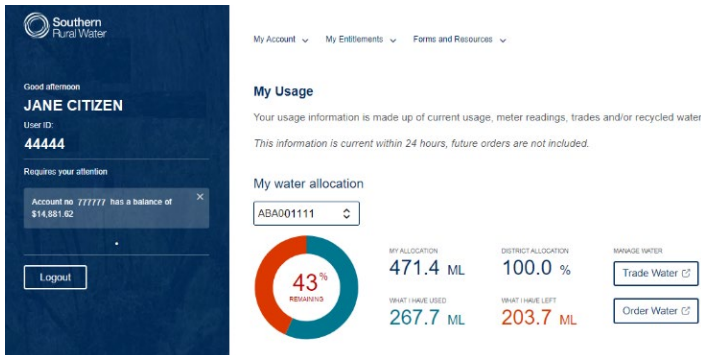 Southern
Rural Water
My Account
My Entitlements
Forms and Resources
Good afternoon
JANE CITIZEN
User ID:
44444
Requires your attention
Account no 777777 has a balance of
$14,881.62
Logout
My Usage
Your usage information is made up of current usage, meter readings, trades and/or recycled water
This information is current within 24 hours, future orders are not included.
My water allocation
ABA001111
43%
REMAINING
MY ALLOCATION
471.4 ML
DISTRICT ALLOCATION
100.0 %
WHAT I HAVE USED
267.7 ML
WHAT I HAVE LEFT
203.7 ML
MANAGE WATER
Trade Water
Order Water